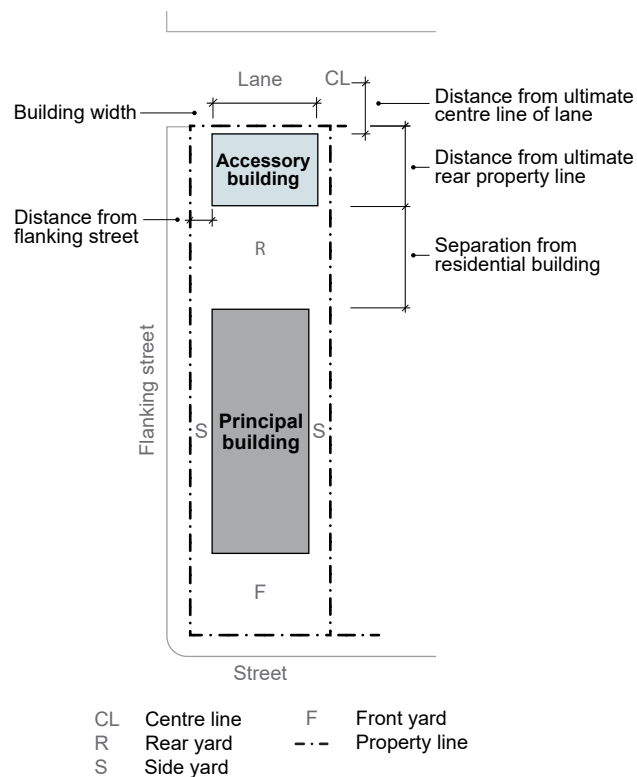 Lane
CL
Building width
Distance from ultimate
centre line of lane
Accessory
building
Distance from ultimate
rear property line
Distance from
flanking street
R
Separation from
residential building
Flanking street
S
Principal
building
S
F
Street
CL Centre line
R Rear yard
S Side yard
F Front yard
Property line